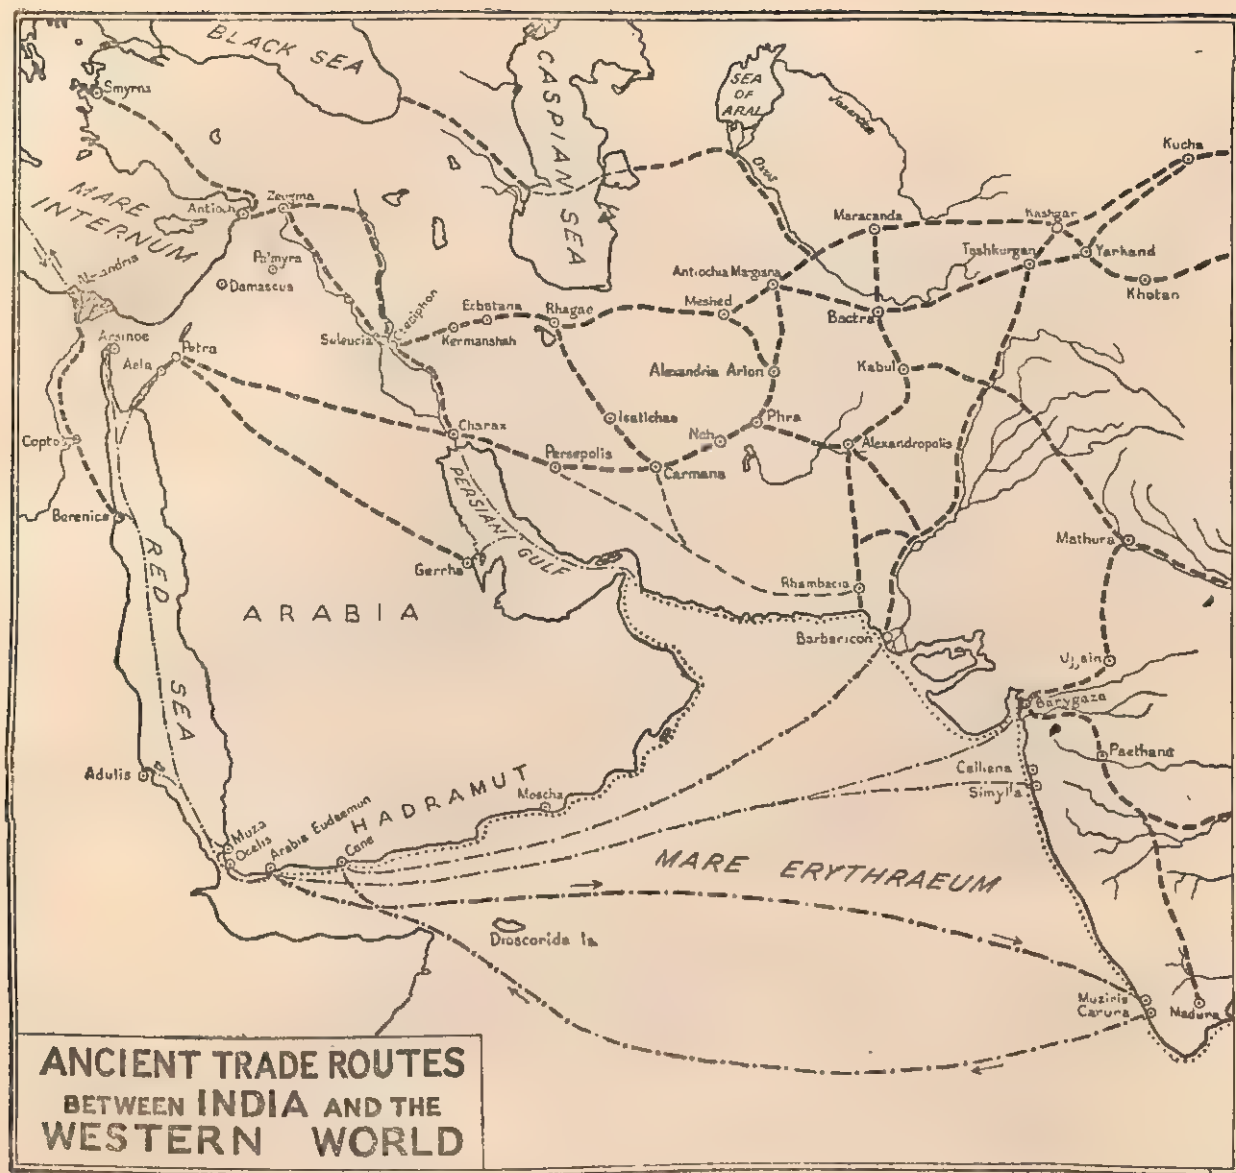 BLACK SEA
CASPIAN SEA
SEA OF ARAL
Jaxartes
Oxus
Smyrna
Kucha
MARE INTERNUM
Antioch
Zeugma
Maracanda
Kashgar
Tashkurgan
Yarkand
Palmyra
Damascus
Alexandria
Antiochia Margiana
Khotan
Ctesiphon
Seleucia
Ecbatana
Kermanshah
Rhagae
Meshed
Bactra
Arsinoe
Aela
Petra
Alexandria Arion
Kabul
Isatichae
Phra
Neh
Alexandropolis
Coptos
Charax
Persepolis
Carmana
Berenice
PERSIAN GULF
Gerrha
Mathura
RED SEA
ARABIA
Rhambacia
Barbaricon
Ujjain
Barygaza
Paethana
Calliena
Simylla
Adulis
HADRAMUT
Moscha
Muza
Ocelis
Arabia Eudaemun
Cane
MARE ERYTHRAEUM
Dioscorida Is.
Muziris
Carura
Madura
ANCIENT TRADE ROUTES
BETWEEN INDIA AND THE
WESTERN WORLD